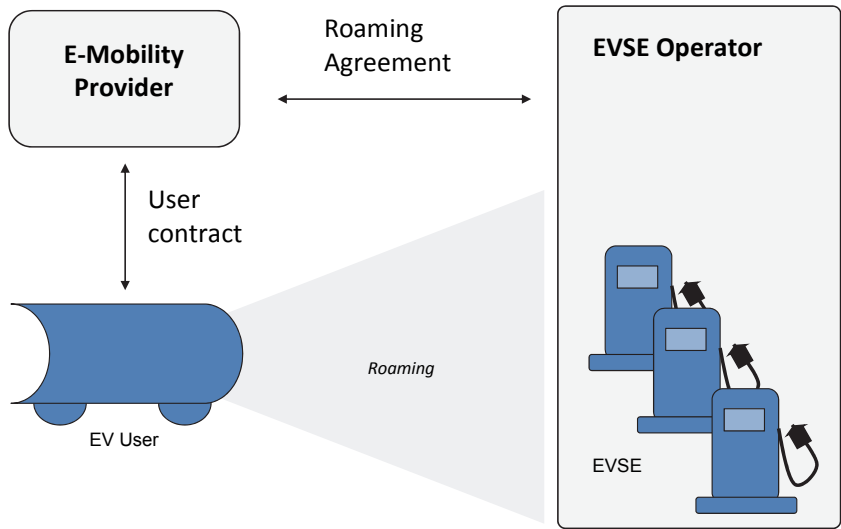 E-Mobility
Provider
Roaming
Agreement
EVSE Operator
User
contract
Roaming
EV User
EVSE